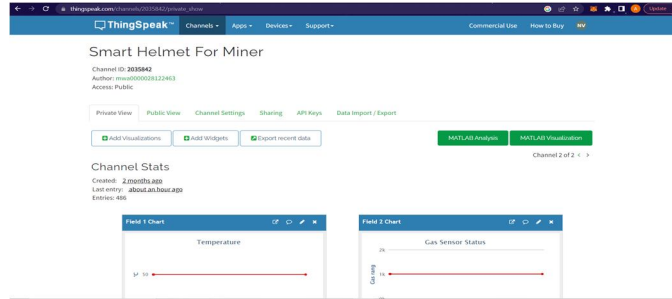 thingspeak.com/channels/2035842/private_show
Update
ThingSpeak™ Channels Apps Devices Support Commercial Use How to Buy NV
Smart Helmet For Miner
Channel ID: 2035842
Author: mwa0000028122463
Access: Public
Private View Public View Channel Settings Sharing API Keys Data Import / Export
Add Visualizations Add Widgets Export recent data MATLAB Analysis MATLAB Visualization
Channel 2 of 2 < >
Channel Stats
Created: 2 months ago
Last entry: about an hour ago
Entries: 486
Field 1 Chart Field 2 Chart
Temperature Gas Sensor Status
2k
50 1k